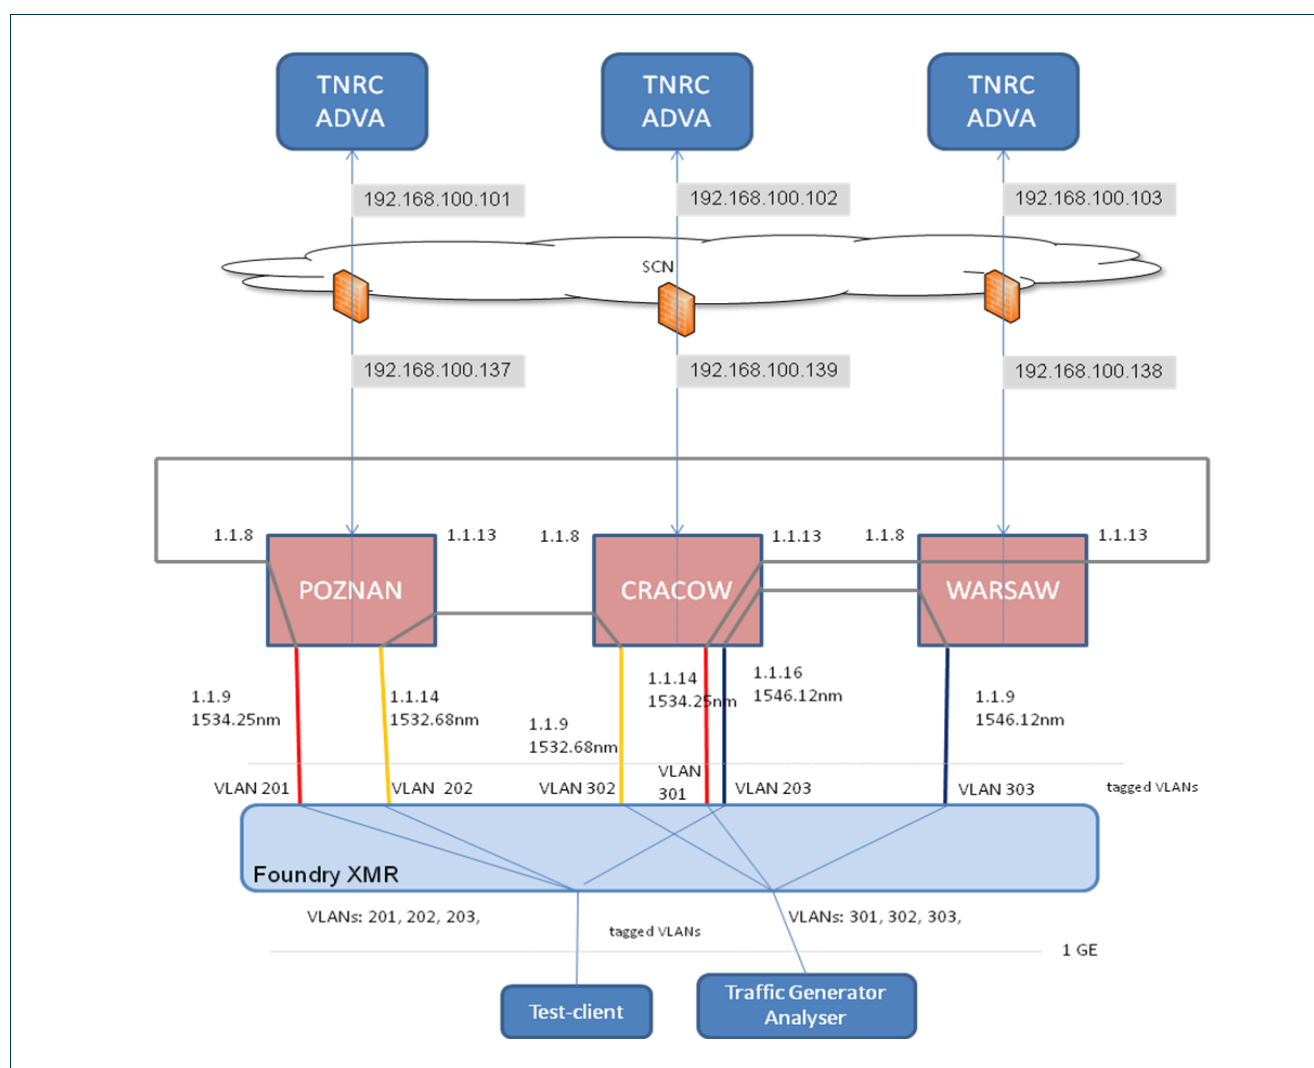 TNRC
ADVA
TNRC
ADVA
TNRC
ADVA
192.168.100.101
192.168.100.102
192.168.100.103
SCN
192.168.100.137
192.168.100.139
192.168.100.138
1.1.8
1.1.13
1.1.8
1.1.13
1.1.8
1.1.13
POZNAN
CRACOW
WARSAW
1.1.9
1534.25nm
1.1.14
1532.68nm
1.1.9
1532.68nm
1.1.14
1534.25nm
1.1.16
1546.12nm
1.1.9
1546.12nm
VLAN 201
VLAN 202
VLAN 302
VLAN
301
VLAN 203
VLAN 303
tagged VLANs
Foundry XMR
VLANs: 201, 202, 203,
tagged VLANs
VLANs: 301, 302, 303,
1 GE
Test-client
Traffic Generator
Analyser